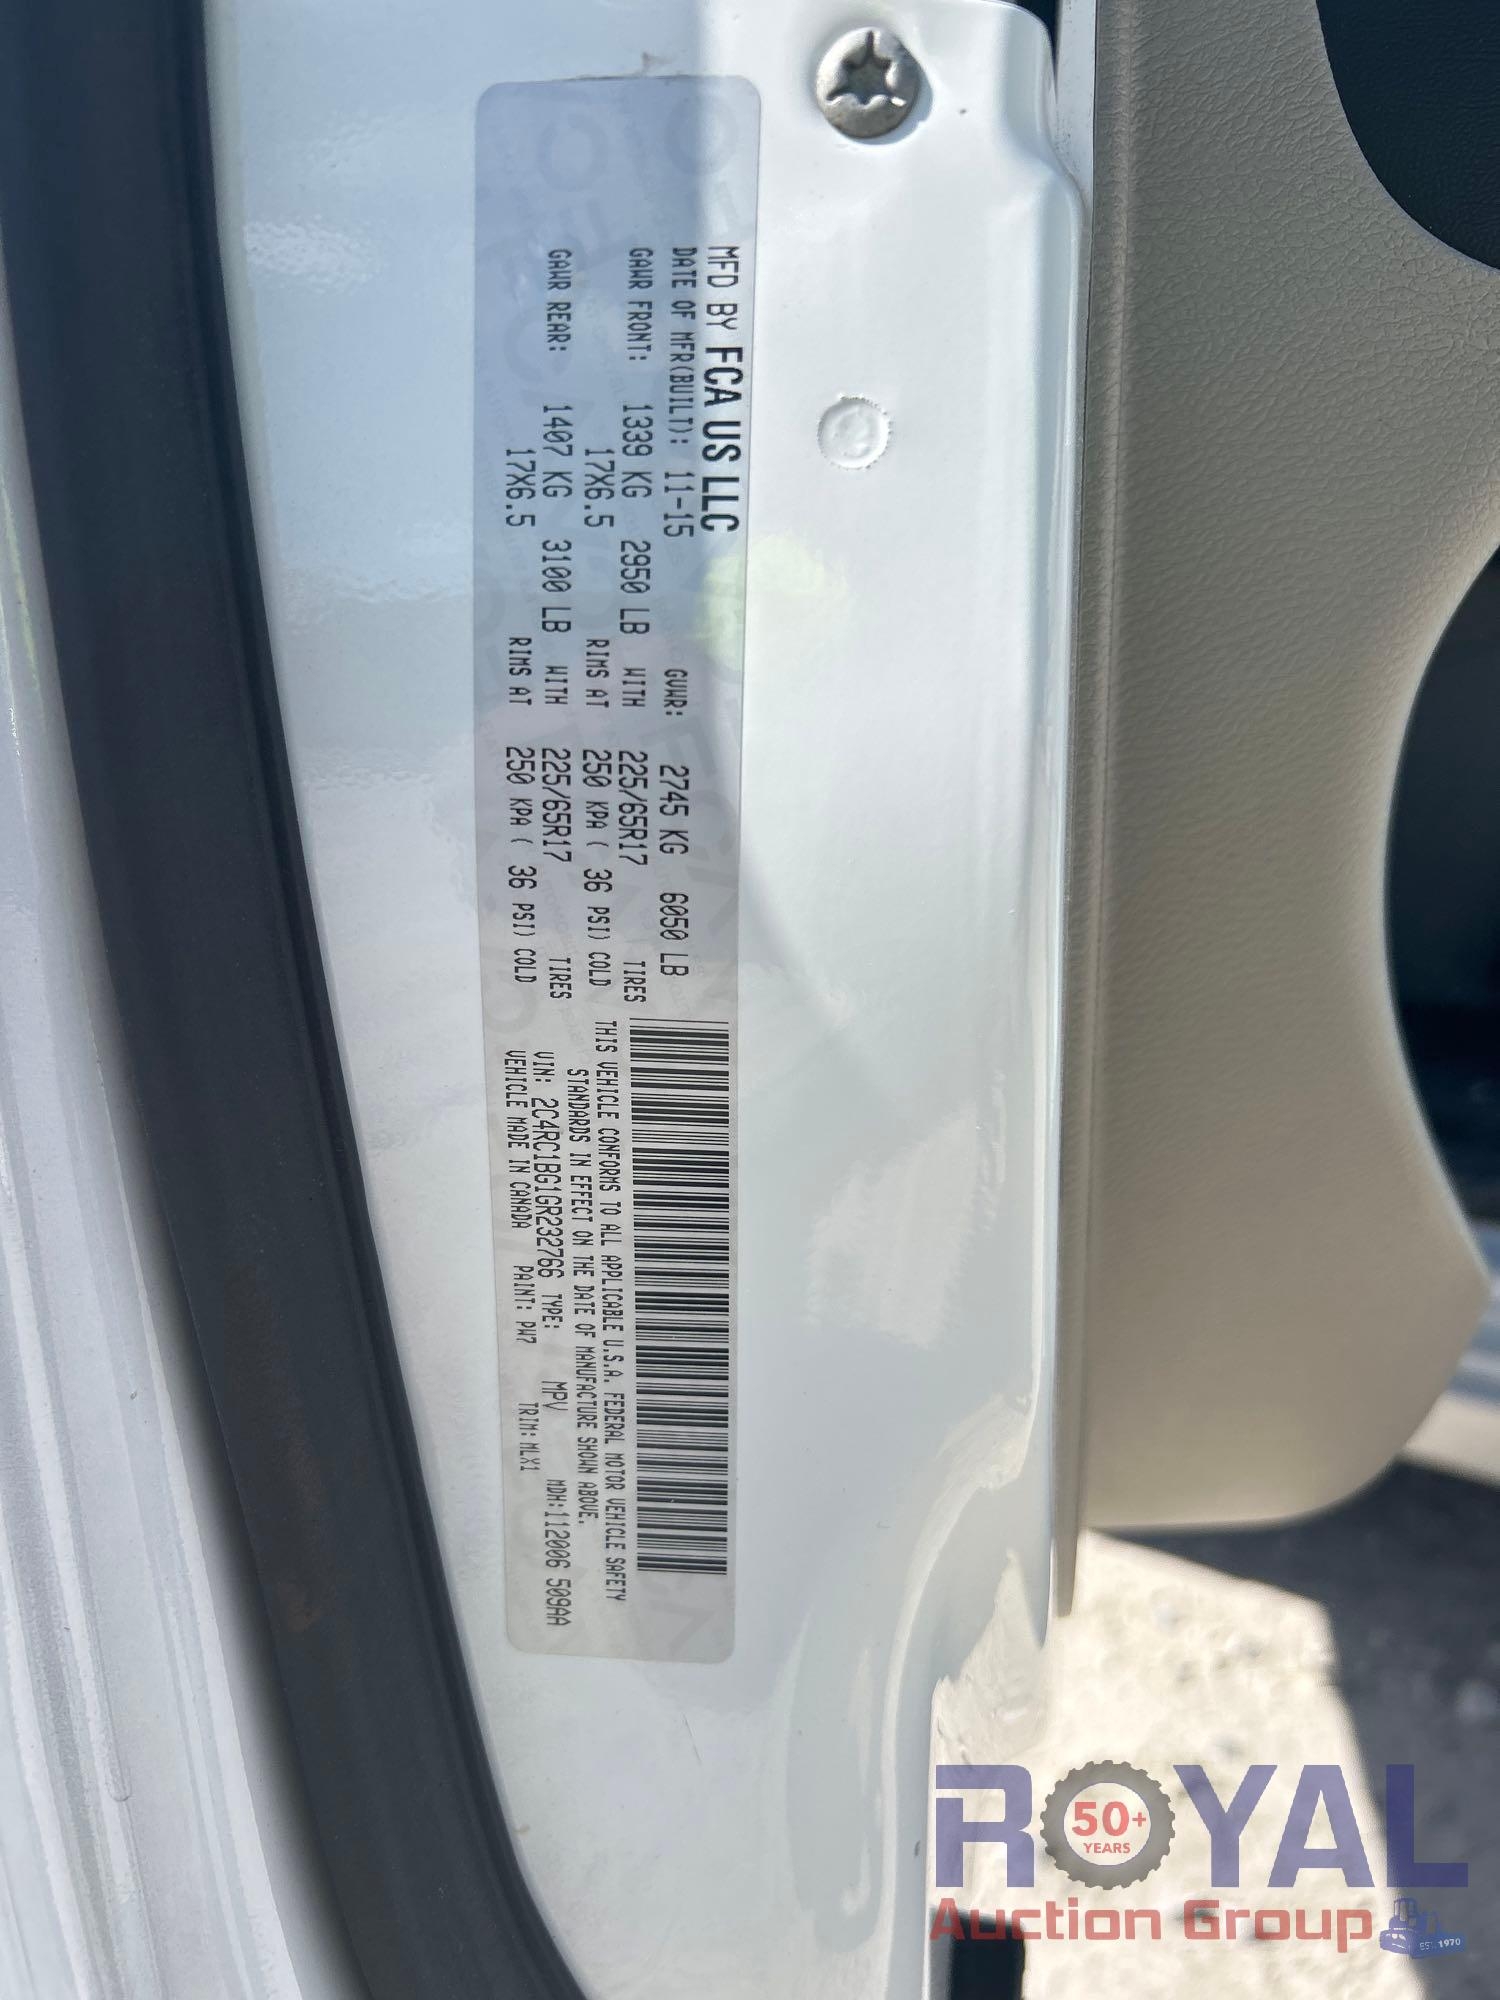 MFD BY FCA US LLC
DATE OF MFR(BUILT): 11-15 GVWR: 2745 KG 6050 LB
GAWR FRONT: 1339 KG 2950 LB WITH 225/65R17 TIRES
17X6.5 RIMS AT 250 KPA ( 36 PSI) COLD
GAWR REAR: 1407 KG 3100 LB WITH 225/65R17 TIRES
17X6.5 RIMS AT 250 KPA ( 36 PSI) COLD
THIS VEHICLE CONFORMS TO ALL APPLICABLE U.S.A. FEDERAL MOTOR VEHICLE SAFETY
STANDARDS IN EFFECT ON THE DATE OF MANUFACTURE SHOWN ABOVE.
VIN: 2C4RC1BG1GR232766 TYPE: MPV MDH:112006 509AA
VEHICLE MADE IN CANADA PAINT: PW7 TRIM: MLX1
ROYAL
50+
YEARS
Auction Group
EST. 1970